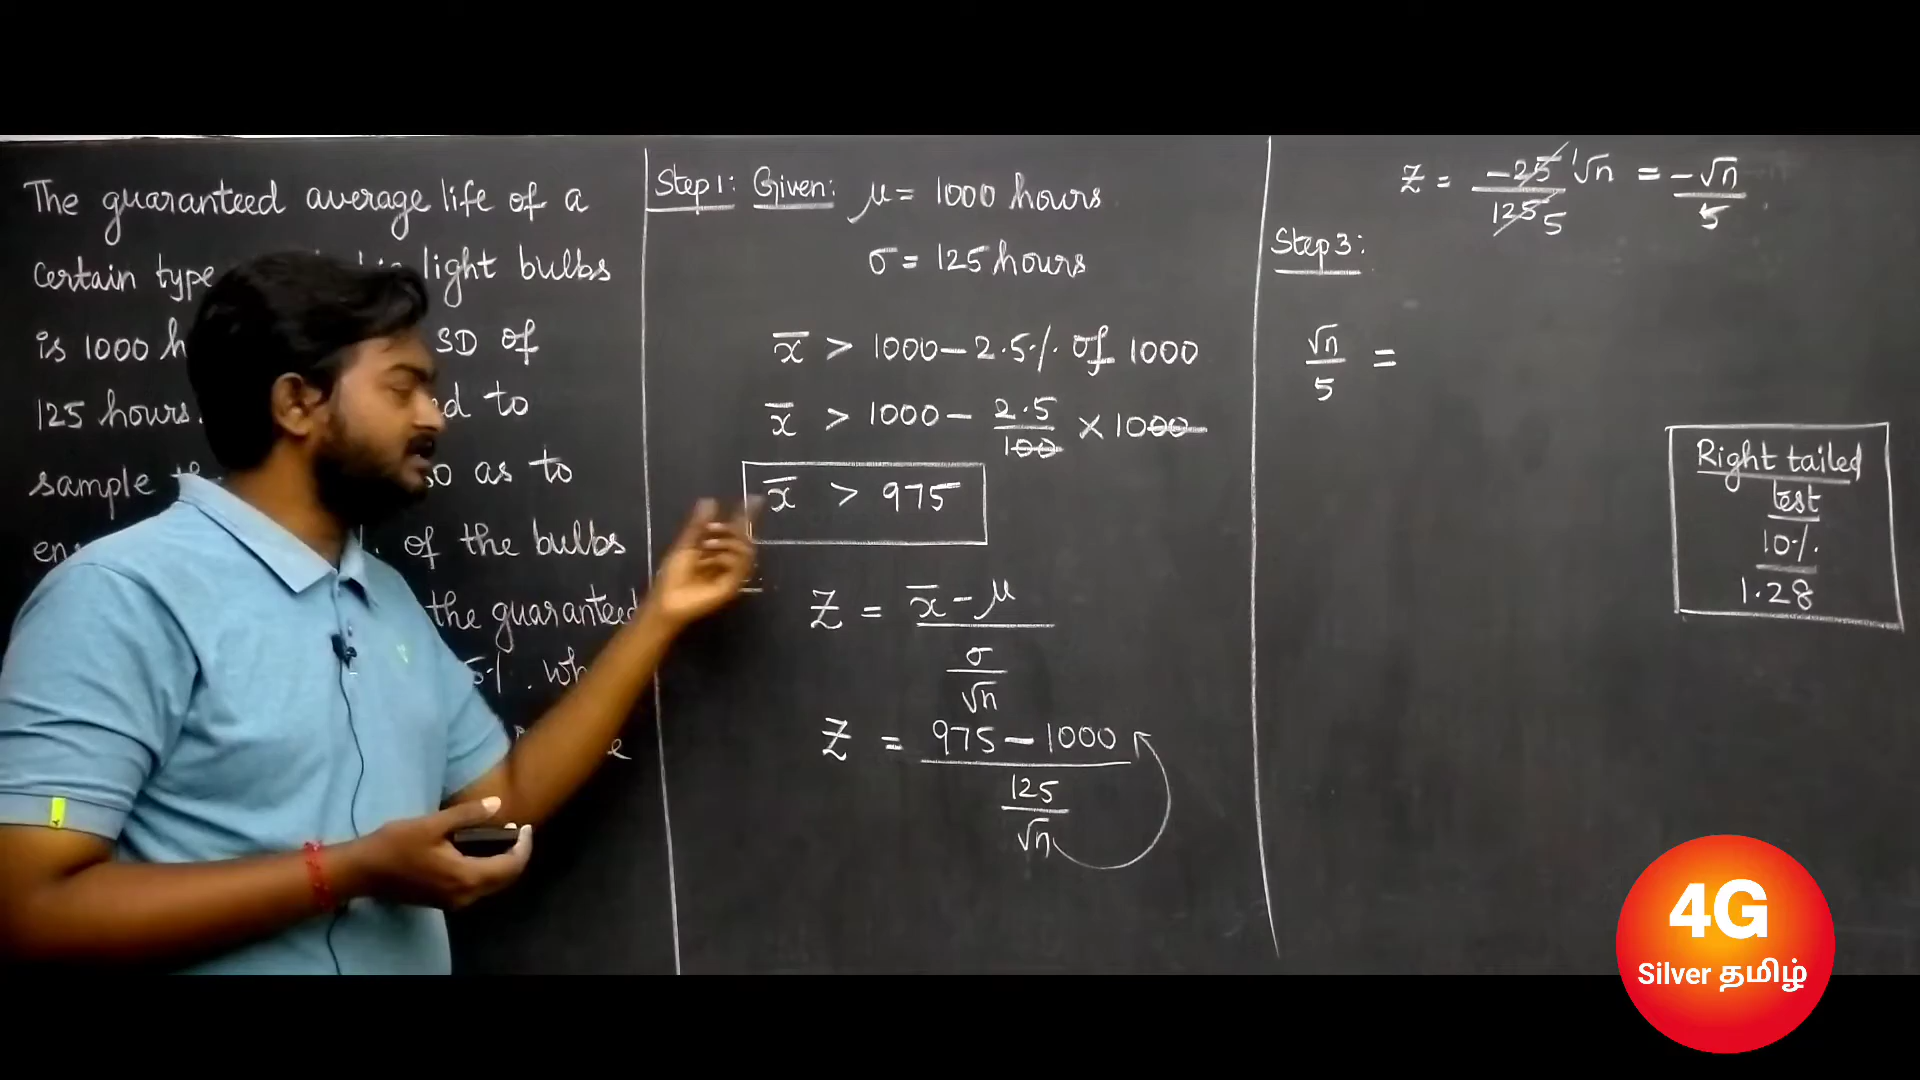 The guaranteed average life of a
certain type light bulbs
is 1000 h SD of
125 hours. d to
sample so as to
of the bulbs
the guaranteed
Step 1: Given: μ = 1000 hours
σ = 125 hours
x̄ > 1000 - 2.5% of 1000
x̄ > 1000 - 2.5/100 × 1000
x̄ > 975
Z = (x̄ - μ)/(σ/√n)
Z = (975 - 1000)/(125/√n)
Z = -25 1√n / 125 5 = -√n/5
Step 3:
√n/5 =
Right tailed
test
10%
1.28
4G
Silver தமிழ்